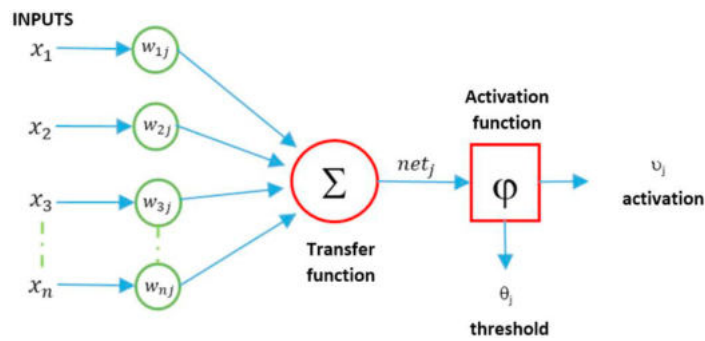 INPUTS
x₁
w₁ⱼ
x₂
w₂ⱼ
x₃
w₃ⱼ
xₙ
wₙⱼ
Σ
Transfer
function
netⱼ
Activation
function
φ
υⱼ
activation
θⱼ
threshold